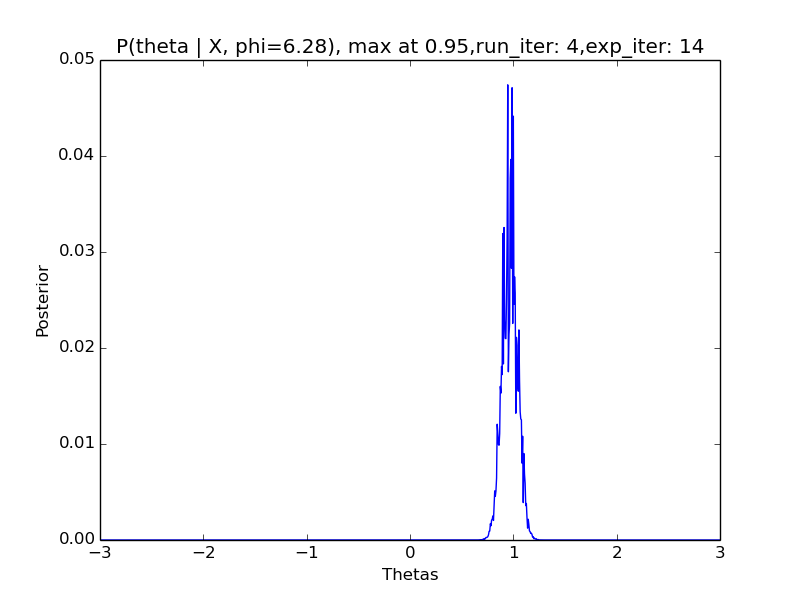 P(theta | X, phi=6.28), max at 0.95,run_iter: 4,exp_iter: 14
0.05
0.04
0.03
0.02
0.01
0.00
Posterior
−3 −2 −1 0 1 2 3
Thetas